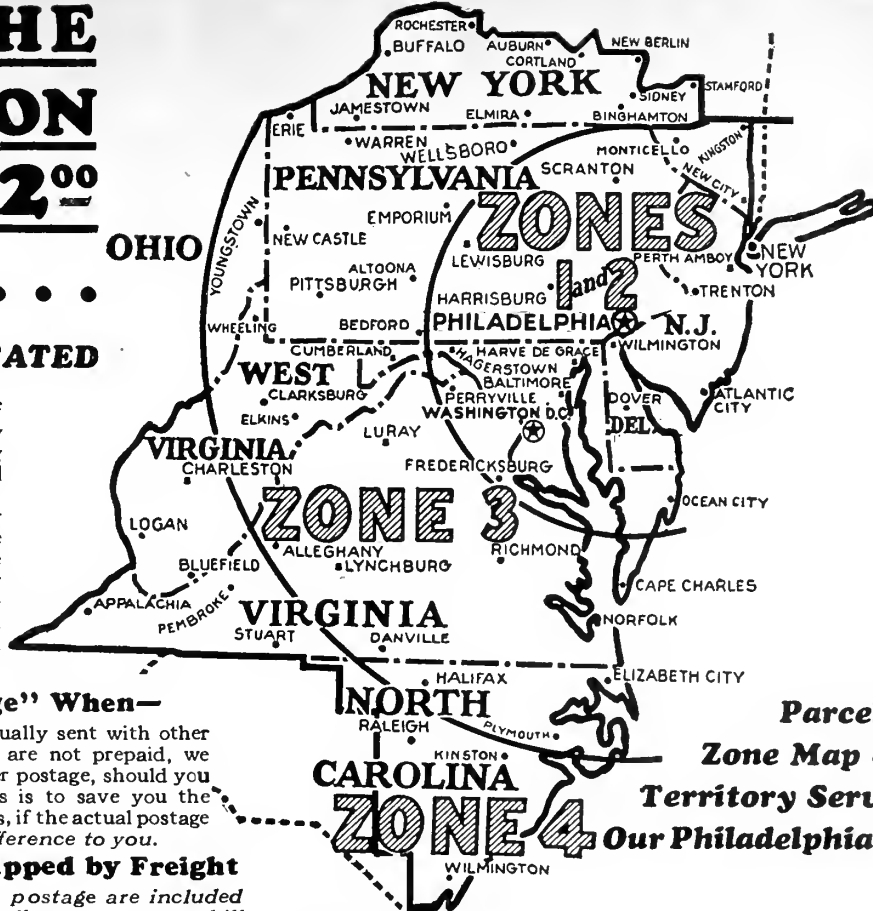 HE
ON
2⁰⁰
ATED
ROCHESTER
BUFFALO
AUBURN
CORTLAND
NEW BERLIN
NEW YORK
STAMFORD
SIDNEY
JAMESTOWN
ELMIRA
BINGHAMTON
ERIE
WARREN
WELLSBORO
MONTICELLO
KINGSTON
SCRANTON
NEW CITY
PENNSYLVANIA
ZONES
1 and 2
EMPORIUM
OHIO
YOUNGSTOWN
NEW CASTLE
LEWISBURG
PERTH AMBOY
NEW
YORK
ALTOONA
PITTSBURGH
HARRISBURG
TRENTON
WHEELING
BEDFORD
PHILADELPHIA
N.J.
WILMINGTON
CUMBERLAND
HAGERSTOWN
HARVE DE GRACE
BALTIMORE
WEST
CLARKSBURG
PERRYVILLE
DOVER
ATLANTIC
CITY
WASHINGTON D.C.
DEL.
ELKINS
LURAY
VIRGINIA
CHARLESTON
FREDERICKSBURG
ZONE 3
OCEAN CITY
LOGAN
ALLEGHANY
RICHMOND
BLUEFIELD
LYNCHBURG
CAPE CHARLES
APPALACHIA
PEMBROKE
VIRGINIA
NORFOLK
STUART
DANVILLE
HALIFAX
ELIZABETH CITY
NORTH
RALEIGH
PLYMOUTH
KINSTON
CAROLINA
ZONE 4
WILMINGTON
ge" When—
ually sent with other
are not prepaid, we
r postage, should you
s is to save you the
s, if the actual postage
ference to you.
pped by Freight
postage are included
Parce
Zone Map
Territory Serv
Our Philadelphia